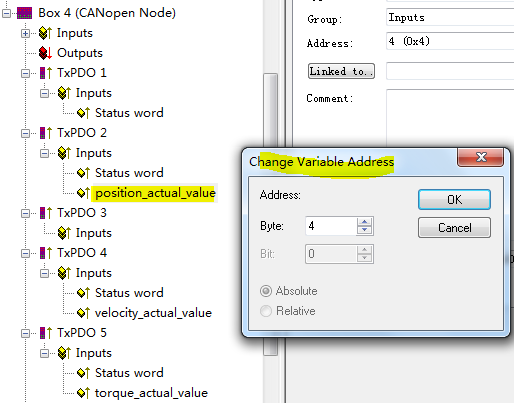 Box 4 (CANopen Node)
Inputs
Outputs
TxPDO 1
Inputs
Status word
TxPDO 2
Inputs
Status word
position_actual_value
TxPDO 3
Inputs
TxPDO 4
Inputs
Status word
velocity_actual_value
TxPDO 5
Inputs
Status word
torque_actual_value
Group: Inputs
Address: 4 (0x4)
Linked to..
Comment:
Change Variable Address
Address:
Byte: 4
Bit: 0
Absolute
Relative
OK
Cancel